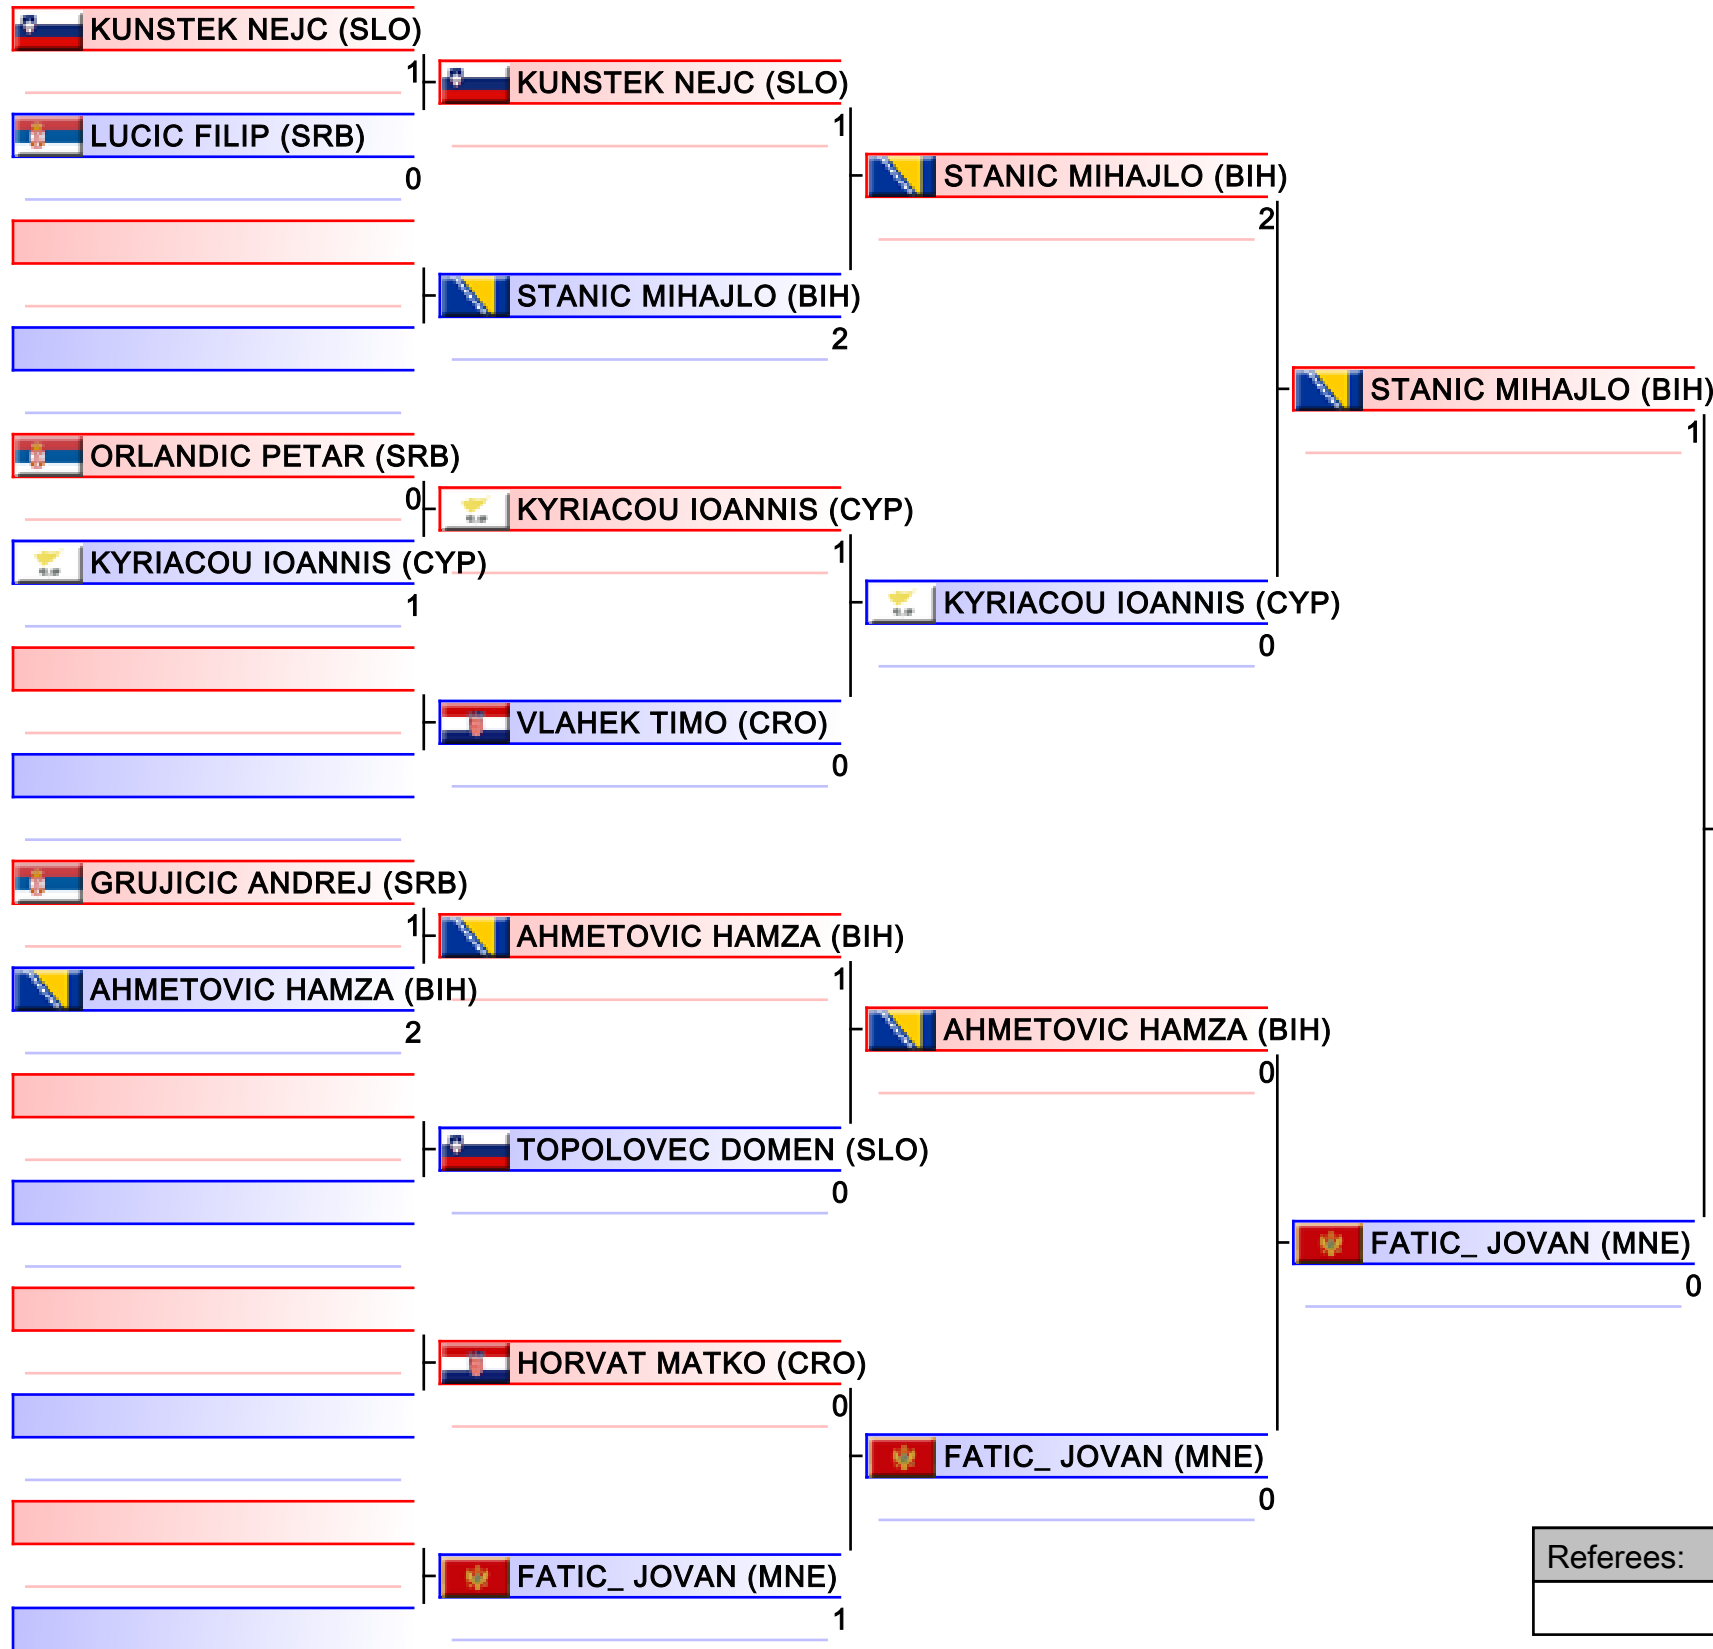 KUNSTEK NEJC (SLO)
1
LUCIC FILIP (SRB)
0
ORLANDIC PETAR (SRB)
0
KYRIACOU IOANNIS (CYP)
1
GRUJICIC ANDREJ (SRB)
1
AHMETOVIC HAMZA (BIH)
2
KUNSTEK NEJC (SLO)
1
STANIC MIHAJLO (BIH)
2
KYRIACOU IOANNIS (CYP)
1
VLAHEK TIMO (CRO)
0
AHMETOVIC HAMZA (BIH)
1
TOPOLOVEC DOMEN (SLO)
0
HORVAT MATKO (CRO)
0
FATIC_ JOVAN (MNE)
1
STANIC MIHAJLO (BIH)
2
KYRIACOU IOANNIS (CYP)
0
AHMETOVIC HAMZA (BIH)
0
FATIC_ JOVAN (MNE)
0
STANIC MIHAJLO (BIH)
1
FATIC_ JOVAN (MNE)
0
Referees: